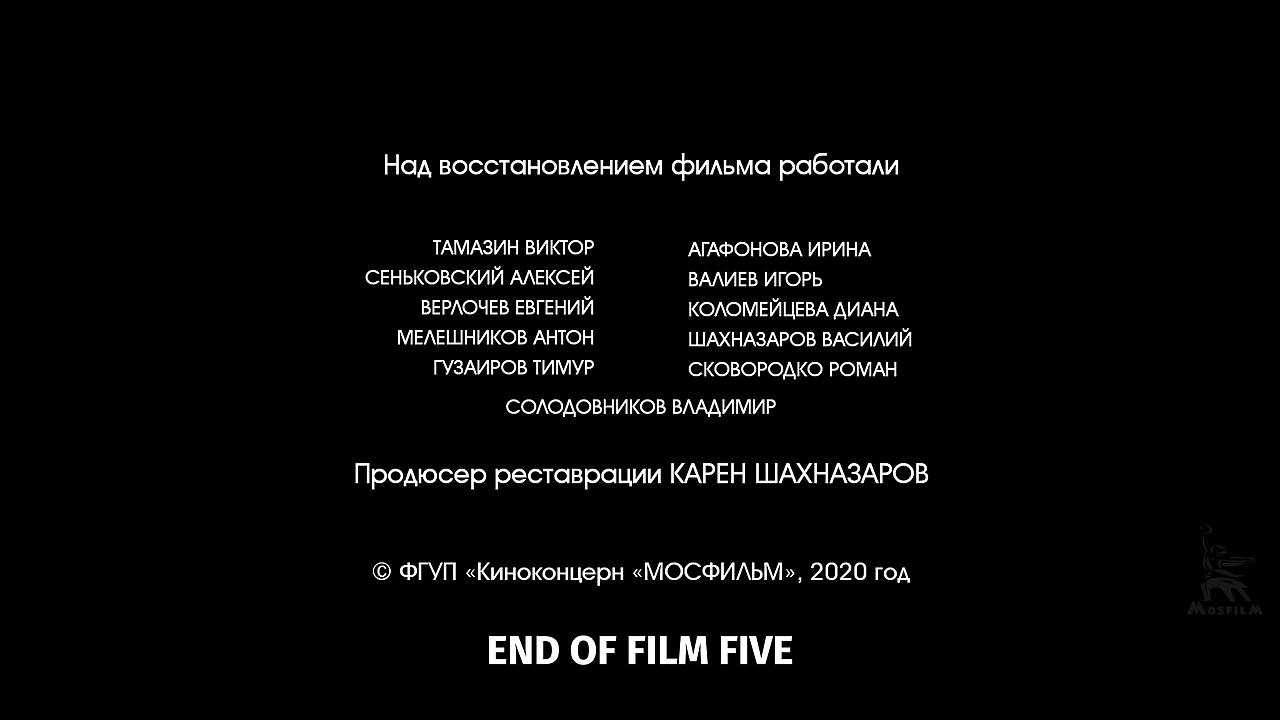 Над восстановлением фильма работали
ТАМАЗИН ВИКТОР
АГАФОНОВА ИРИНА
СЕНЬКОВСКИЙ АЛЕКСЕЙ
ВАЛИЕВ ИГОРЬ
ВЕРЛОЧЕВ ЕВГЕНИЙ
КОЛОМЕЙЦЕВА ДИАНА
МЕЛЕШНИКОВ АНТОН
ШАХНАЗАРОВ ВАСИЛИЙ
ГУЗАИРОВ ТИМУР
СКОВОРОДКО РОМАН
СОЛОДОВНИКОВ ВЛАДИМИР
Продюсер реставрации КАРЕН ШАХНАЗАРОВ
© ФГУП «Киноконцерн «МОСФИЛЬМ», 2020 год
MOSFILM
END OF FILM FIVE